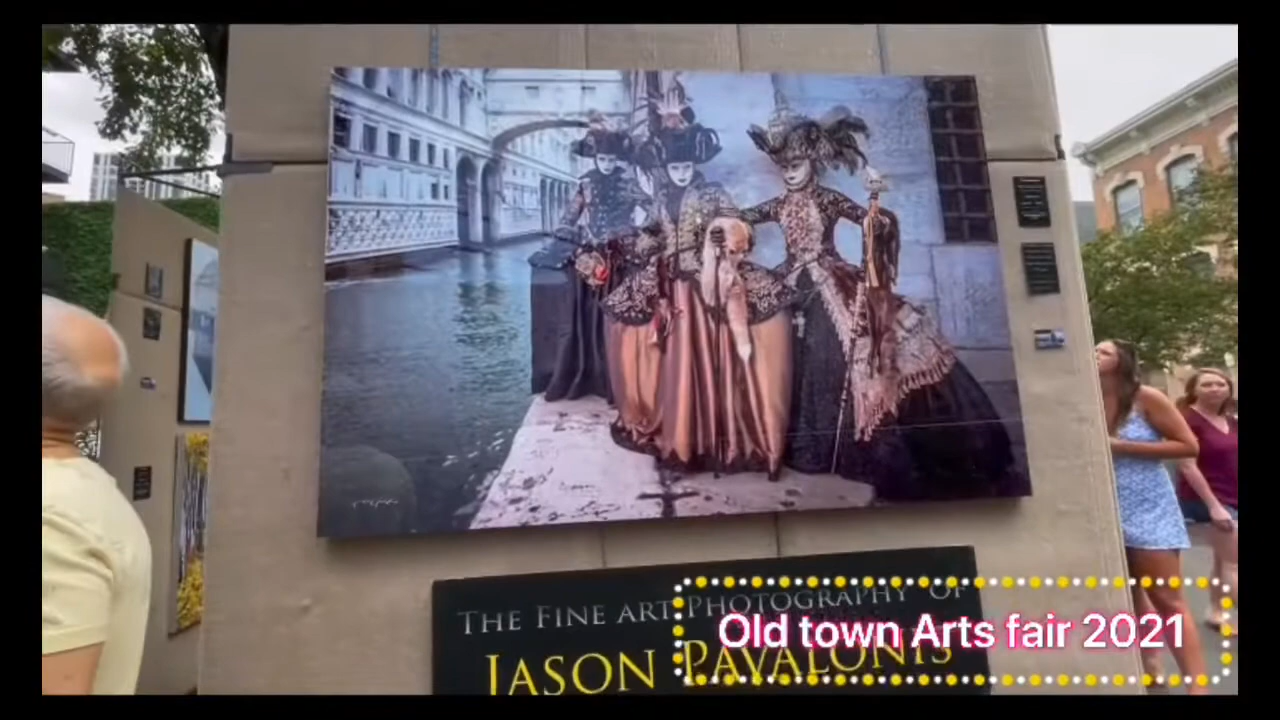 THE FINE ART PHOTOGRAPHY OF
JASON PAVALONIS
Old town Arts fair 2021